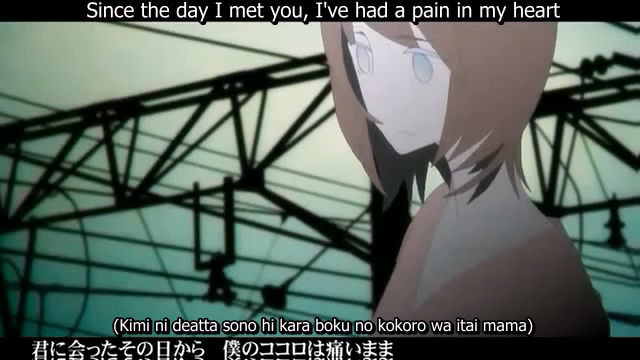 Since the day I met you, I've had a pain in my heart
(Kimi ni deatta sono hi kara boku no kokoro wa itai mama)
君に会ったその日から 僕のココロは痛いまま